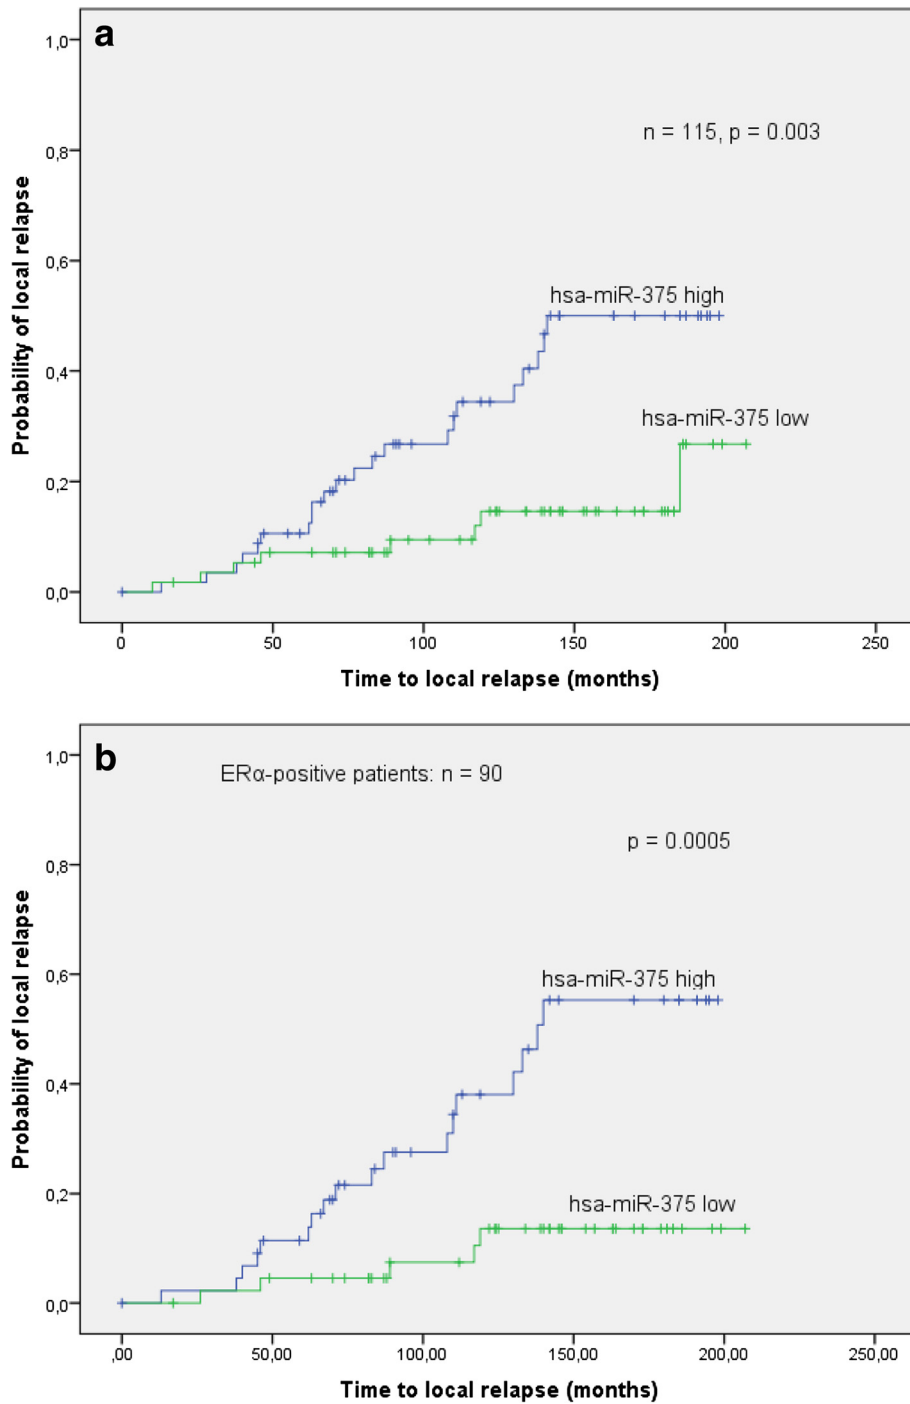 a
1,0
n = 115, p = 0.003
0,8
Probability of local relapse
0,6
hsa-miR-375 high
0,4
hsa-miR-375 low
0,2
0,0
0 50 100 150 200 250
Time to local relapse (months)
b
1,0
ERα-positive patients: n = 90
p = 0.0005
0,8
Probability of local relapse
0,6
hsa-miR-375 high
0,4
0,2
hsa-miR-375 low
0,0
,00 50,00 100,00 150,00 200,00 250,00
Time to local relapse (months)